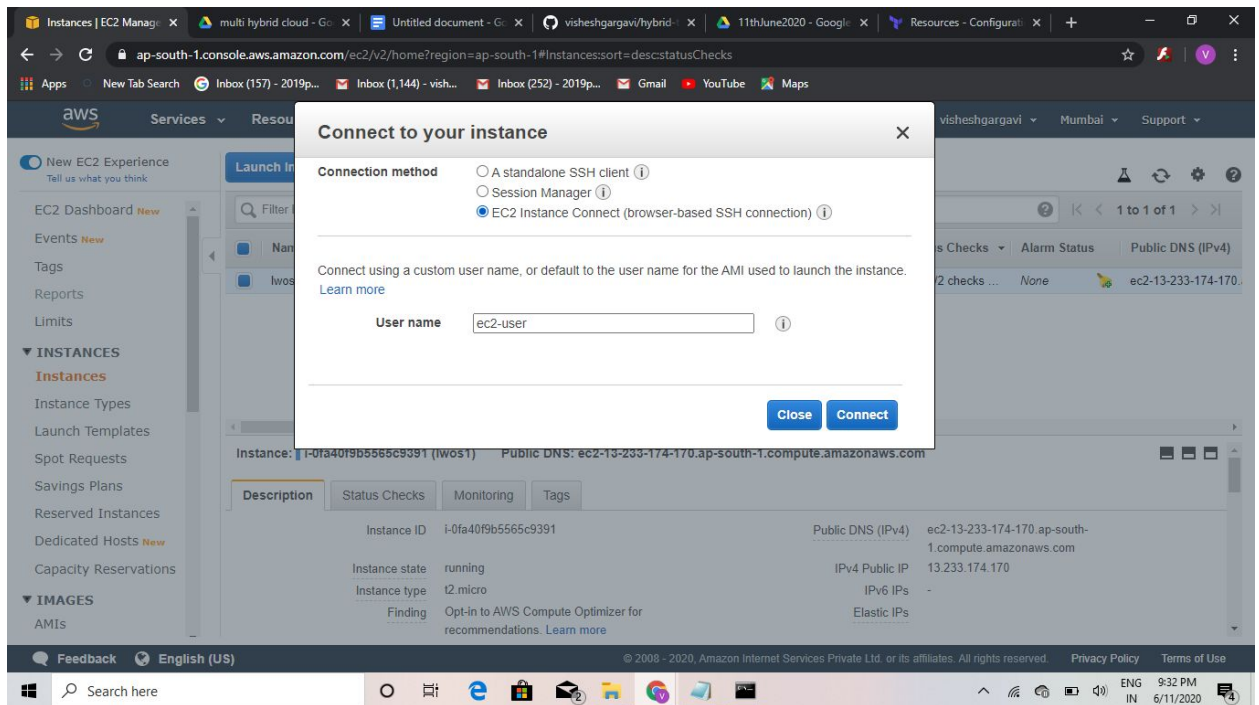 Instances | EC2 Manage
multi hybrid cloud - Go
Untitled document - G
visheshgargavi/hybrid-
11thJune2020 - Google
Resources - Configurati
ap-south-1.console.aws.amazon.com/ec2/v2/home?region=ap-south-1#Instances:sort=desc:statusChecks
V
Apps
New Tab Search
Inbox (157) - 2019p...
Inbox (1,144) - vish...
Inbox (252) - 2019p...
Gmail
YouTube
Maps
aws
Services
Resou
visheshgargavi
Mumbai
Support
New EC2 Experience
Tell us what you think
EC2 Dashboard New
Events New
Tags
Reports
Limits
INSTANCES
Instances
Instance Types
Launch Templates
Spot Requests
Savings Plans
Reserved Instances
Dedicated Hosts New
Capacity Reservations
IMAGES
AMIs
Launch In
Filter
1 to 1 of 1
Nam
s Checks
Alarm Status
Public DNS (IPv4)
lwos
/2 checks ...
None
ec2-13-233-174-170.
Connect to your instance
Connection method
A standalone SSH client
Session Manager
EC2 Instance Connect (browser-based SSH connection)
Connect using a custom user name, or default to the user name for the AMI used to launch the instance.
Learn more
User name
ec2-user
Close
Connect
Instance: i-0fa40f9b5565c9391 (lwos1) Public DNS: ec2-13-233-174-170.ap-south-1.compute.amazonaws.com
Description
Status Checks
Monitoring
Tags
Instance ID
i-0fa40f9b5565c9391
Public DNS (IPv4)
ec2-13-233-174-170.ap-south-
1.compute.amazonaws.com
Instance state
running
IPv4 Public IP
13.233.174.170
Instance type
t2.micro
IPv6 IPs
-
Finding
Opt-in to AWS Compute Optimizer for
recommendations. Learn more
Elastic IPs
Feedback
English (US)
© 2008 - 2020, Amazon Internet Services Private Ltd. or its affiliates. All rights reserved.
Privacy Policy
Terms of Use
Search here
2
ENG
IN
9:32 PM
6/11/2020
4